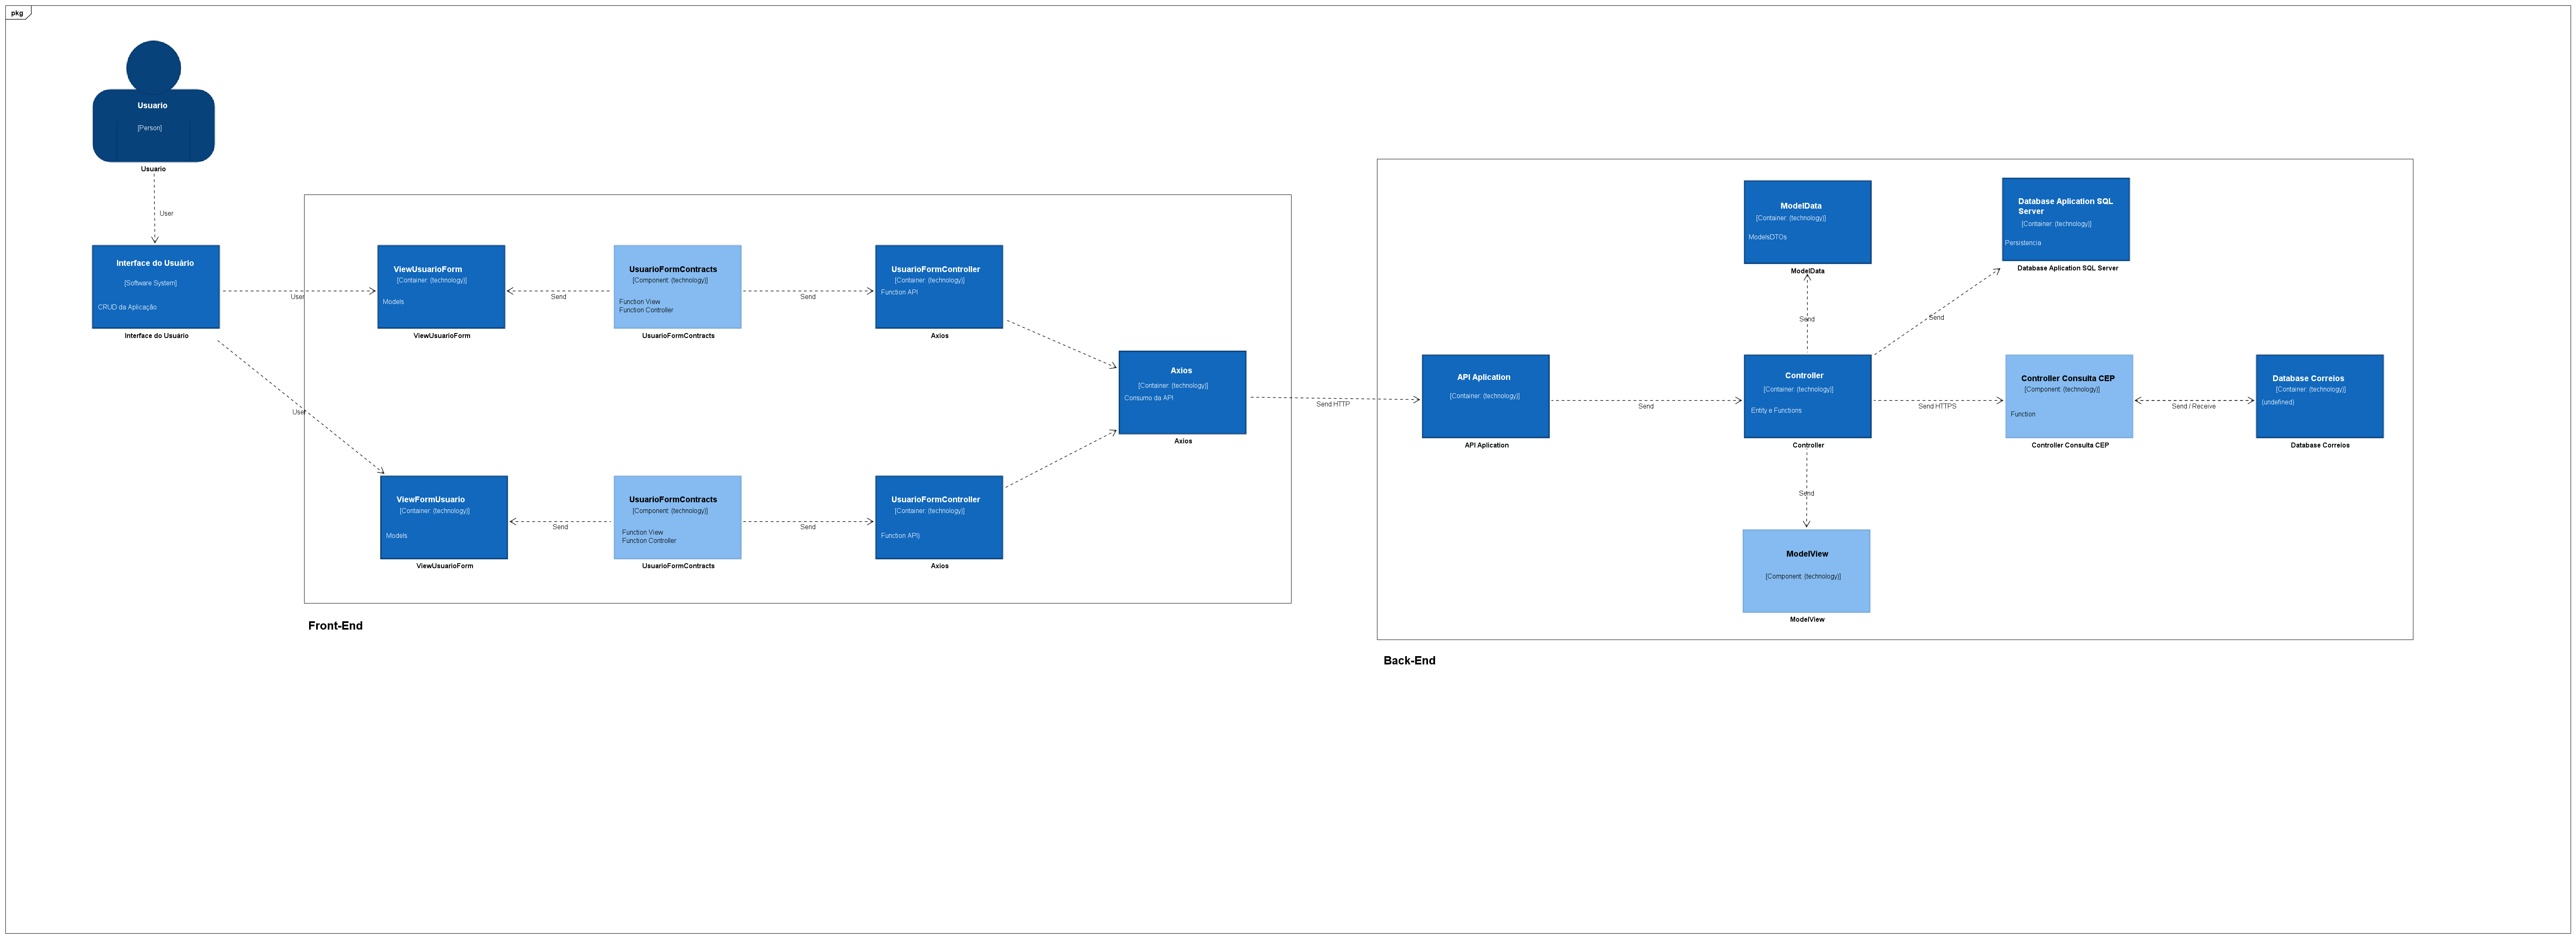 pkg
Usuario
[Person]
Usuario
User
Interface do Usuário
[Software System]
CRUD da Aplicação
Interface do Usuário
User
User
ViewUsuarioForm
[Container: (technology)]
Models
ViewUsuarioForm
Send
UsuarioFormContracts
[Component: (technology)]
Function View
Function Controller
UsuarioFormContracts
Send
UsuarioFormController
[Container: (technology)]
Function API
Axios
ViewFormUsuario
[Container: (technology)]
Models
ViewUsuarioForm
Send
UsuarioFormContracts
[Component: (technology)]
Function View
Function Controller
UsuarioFormContracts
Send
UsuarioFormController
[Container: (technology)]
Function API)
Axios
Axios
[Container: (technology)]
Consumo da API
Axios
Front-End
Send HTTP
API Aplication
[Container: (technology)]
API Aplication
Send
ModelData
[Container: (technology)]
ModelsDTOs
ModelData
Send
Database Aplication SQL
Server
[Container: (technology)]
Persistencia
Database Aplication SQL Server
Send
Controller
[Container: (technology)]
Entity e Functions
Controller
Send HTTPS
Controller Consulta CEP
[Component: (technology)]
Function
Controller Consulta CEP
Send / Receive
Database Correios
[Container: (technology)]
(undefined)
Database Correios
Send
ModelView
[Component: (technology)]
ModelView
Back-End